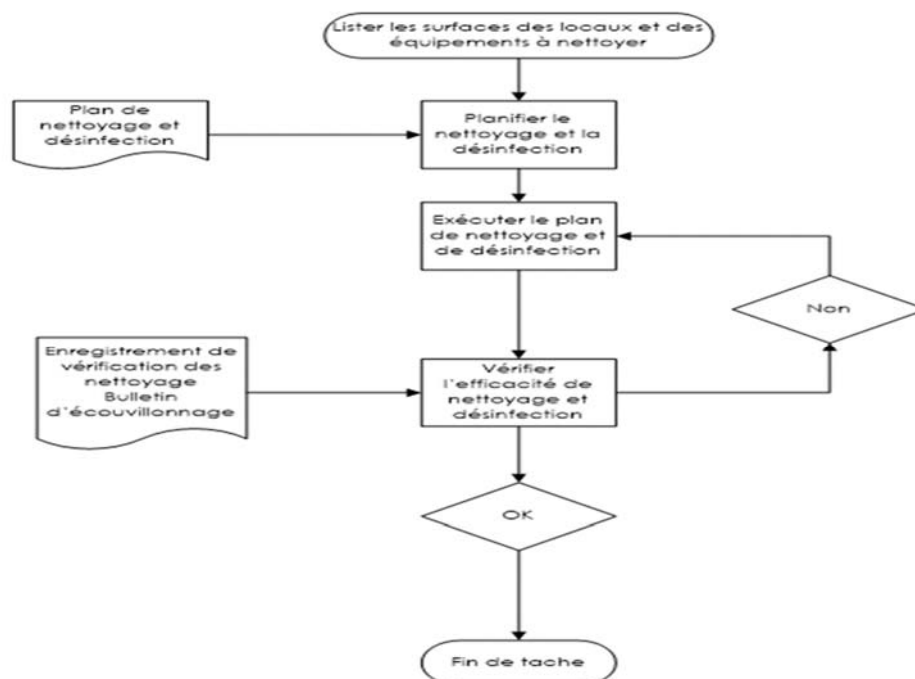 Lister les surfaces des locaux et des
équipements à nettoyer
Plan de
nettoyage et
désinfection
Planifier le
nettoyage et la
désinfection
Exécuter le plan
de nettoyage et
de désinfection
Non
Enregistrement de
vérification des
nettoyage
Bulletin
d'écouvillonnage
Vérifier
l'efficacité de
nettoyage et
désinfection
OK
Fin de tache